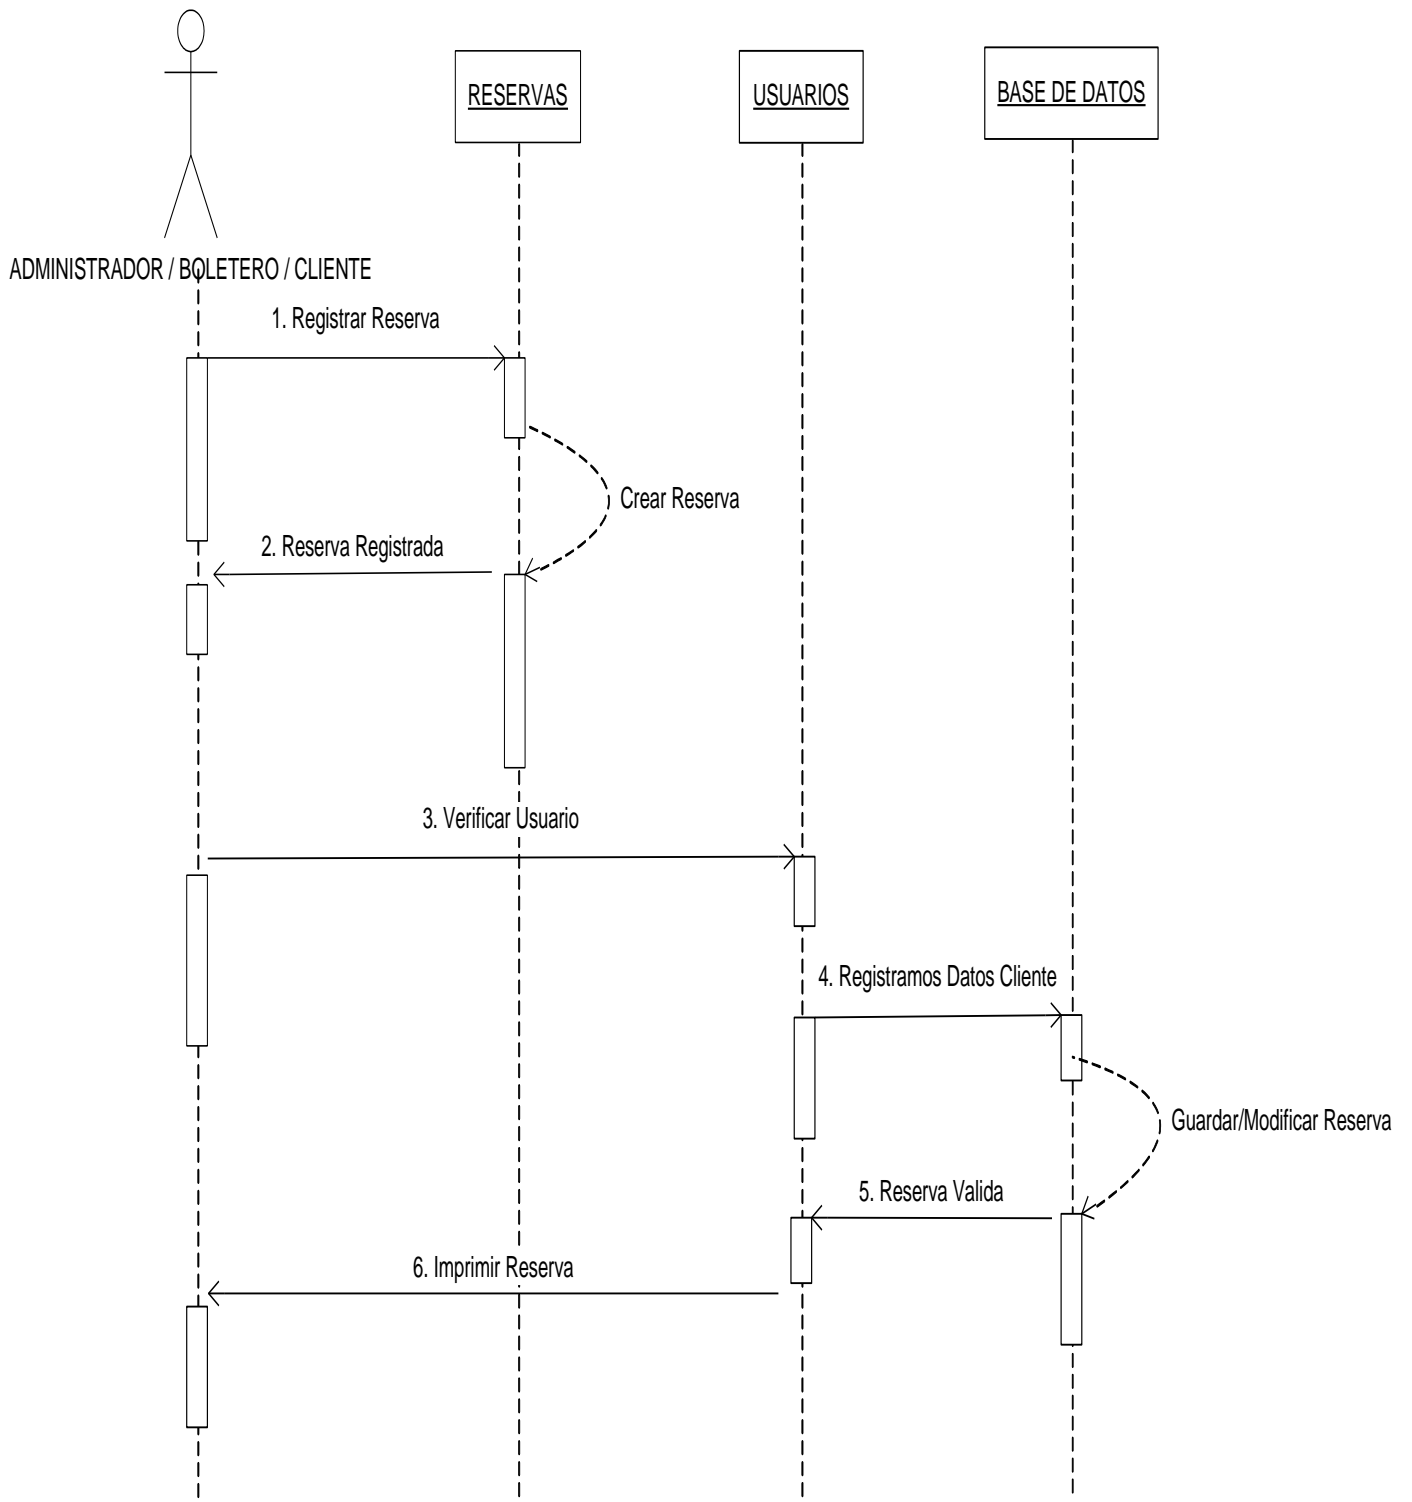 RESERVAS
USUARIOS
BASE DE DATOS
ADMINISTRADOR / BOLETERO / CLIENTE
1. Registrar Reserva
Crear Reserva
2. Reserva Registrada
3. Verificar Usuario
4. Registramos Datos Cliente
Guardar/Modificar Reserva
5. Reserva Valida
6. Imprimir Reserva